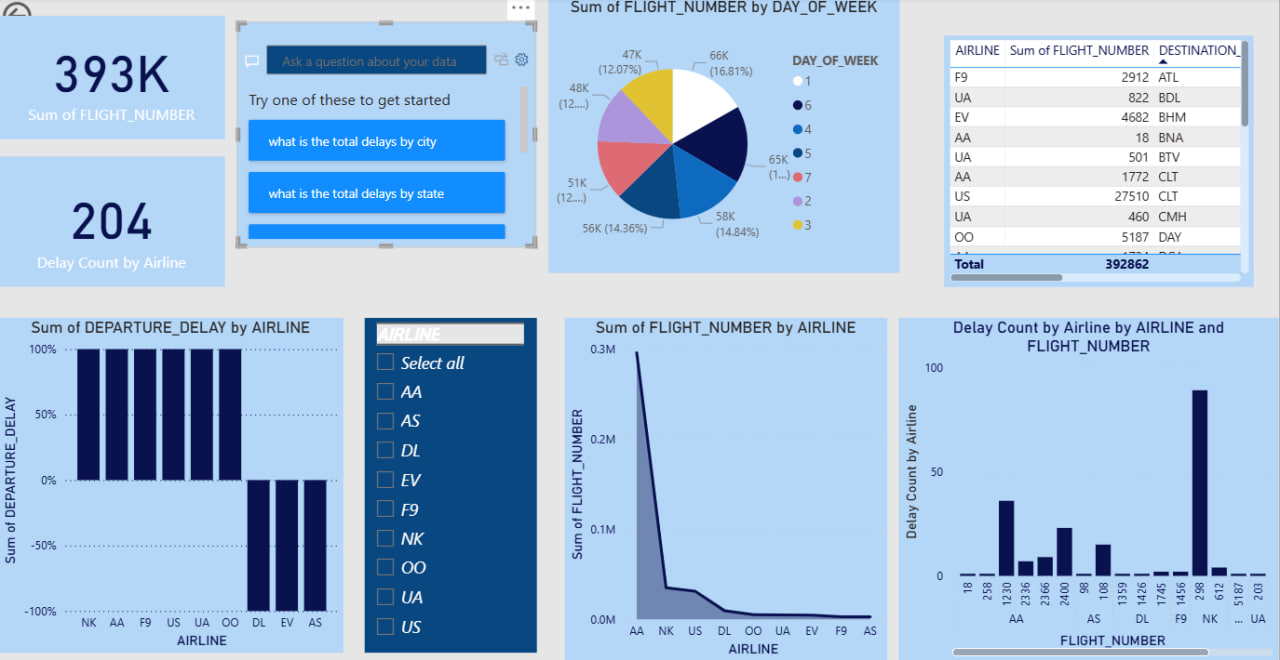 393K
Sum of FLIGHT_NUMBER
204
Delay Count by Airline
Ask a question about your data
Try one of these to get started
what is the total delays by city
what is the total delays by state
Sum of FLIGHT_NUMBER by DAY_OF_WEEK
47K
(12.07%)
66K
(16.81%)
48K
(12....)
65K
(1...)
51K
(12....)
58K
(14.84%)
56K (14.36%)
DAY_OF_WEEK
1
6
4
5
7
2
3
AIRLINE Sum of FLIGHT_NUMBER DESTINATION_
F9 2912 ATL
UA 822 BDL
EV 4682 BHM
AA 18 BNA
UA 501 BTV
AA 1772 CLT
US 27510 CLT
UA 460 CMH
OO 5187 DAY
Total 392862
Sum of DEPARTURE_DELAY by AIRLINE
Sum of DEPARTURE_DELAY
100%
50%
0%
-50%
-100%
NK AA F9 US UA OO DL EV AS
AIRLINE
AIRLINE
Select all
AA
AS
DL
EV
F9
NK
OO
UA
US
Sum of FLIGHT_NUMBER by AIRLINE
Sum of FLIGHT_NUMBER
0.3M
0.2M
0.1M
0.0M
AA NK US DL OO UA EV F9 AS
AIRLINE
Delay Count by Airline by AIRLINE and
FLIGHT_NUMBER
Delay Count by Airline
100
50
0
18 258 1230 2336 2366 2400 98 108 1359 1426 1745 1456 298 612 5187 203
AA AS DL F9 NK ... UA
FLIGHT_NUMBER